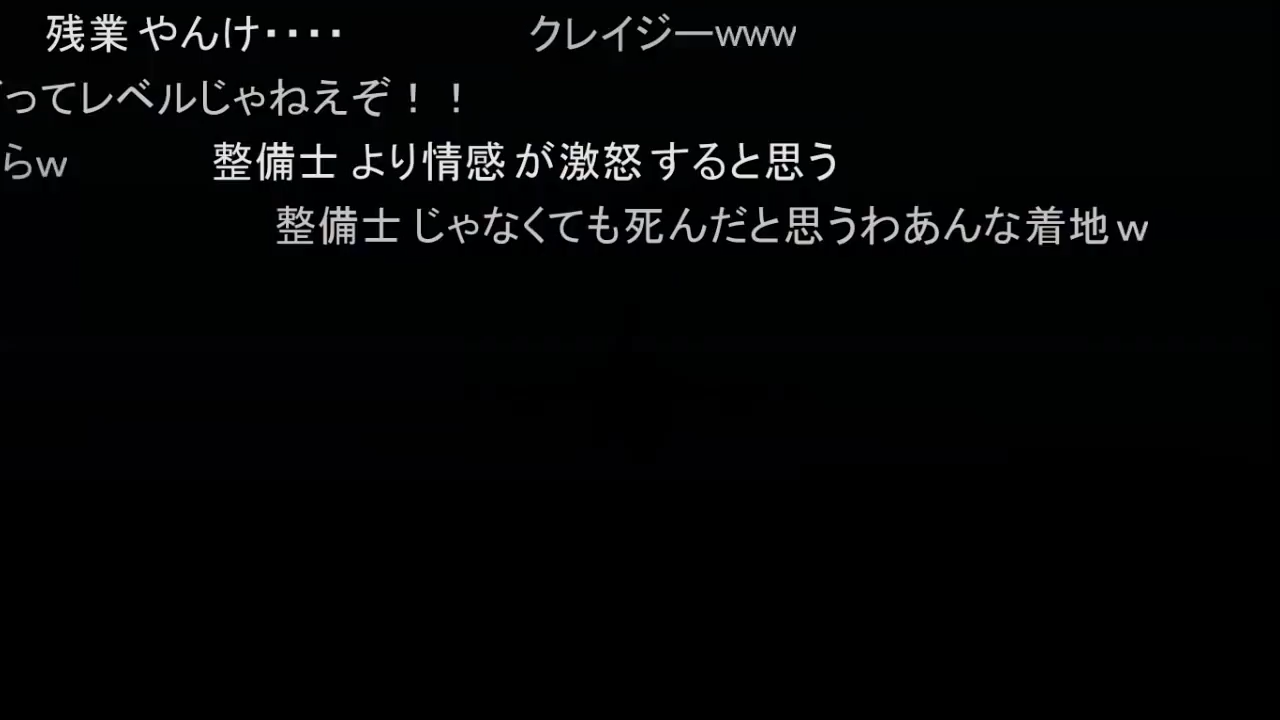 残業 やんけ････ クレイジーwww
ってレベルじゃねえぞ！！
らw 整備士 より情感 が激怒 すると思う
整備士 じゃなくても死んだと思うわあんな着地ｗ